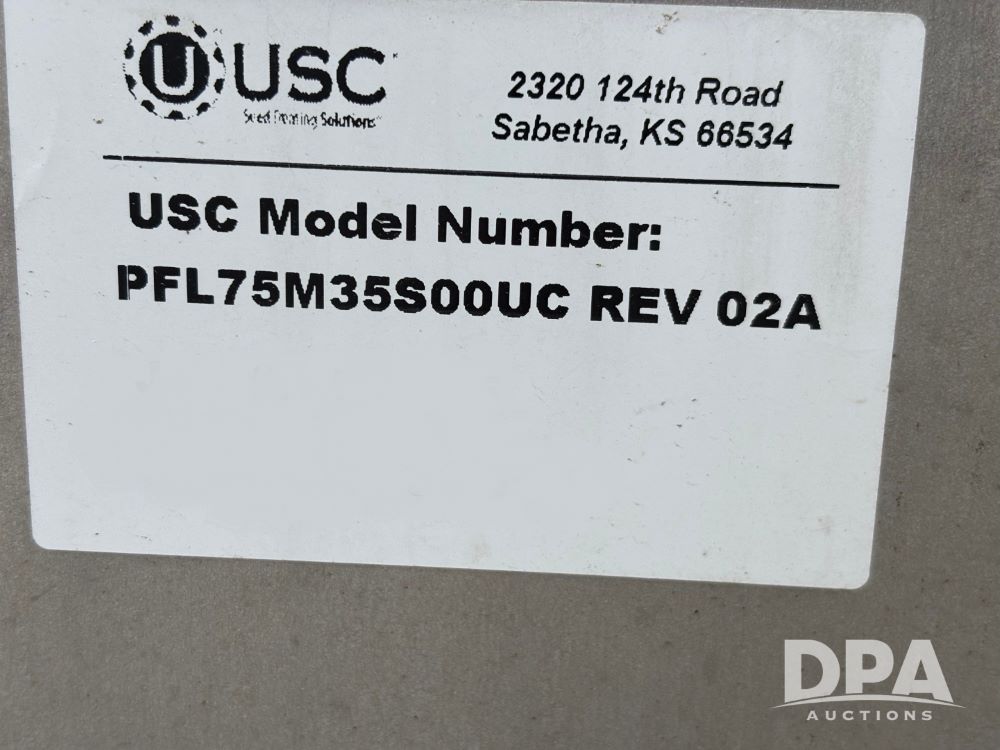 U USC
Seed Treating Solutions
2320 124th Road
Sabetha, KS 66534
USC Model Number:
PFL75M35S00UC REV 02A
DPA
AUCTIONS